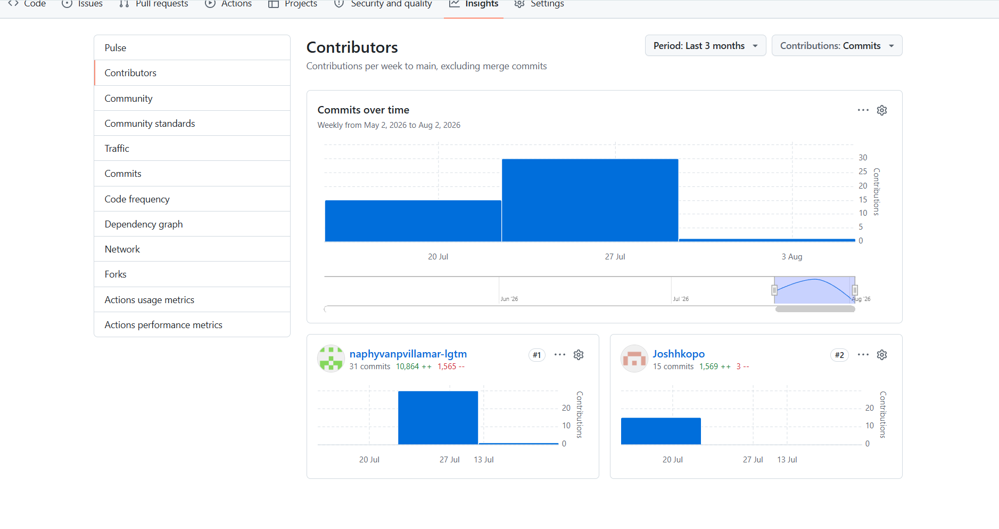 Code Issues Pull requests Actions Projects Security and quality Insights Settings
Pulse
Contributors
Community
Community standards
Traffic
Commits
Code frequency
Dependency graph
Network
Forks
Actions usage metrics
Actions performance metrics
Contributors
Period: Last 3 months
Contributions: Commits
Contributions per week to main, excluding merge commits
Commits over time
Weekly from May 2, 2026 to Aug 2, 2026
30
25
20
15
10
5
0
Contributions
20 Jul 27 Jul 3 Aug
Jun '26 Jul '26 Aug '26
naphyvanpvillamar-lgtm
#1
31 commits 10,864 ++ 1,565 --
20
10
0
Contributions
20 Jul 27 Jul 13 Jul
Joshhkopo
#2
15 commits 1,569 ++ 3 --
20
10
0
Contributions
20 Jul 27 Jul 13 Jul